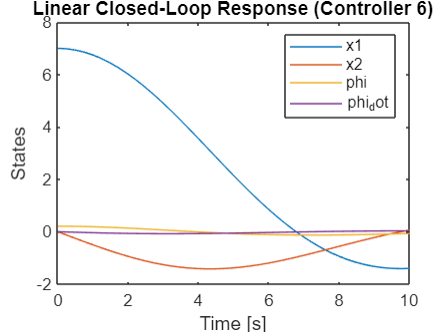 Linear Closed-Loop Response (Controller 6)
8
6
4
2
0
-2
States
0 2 4 6 8 10
Time [s]
x1
x2
phi
phi_dot